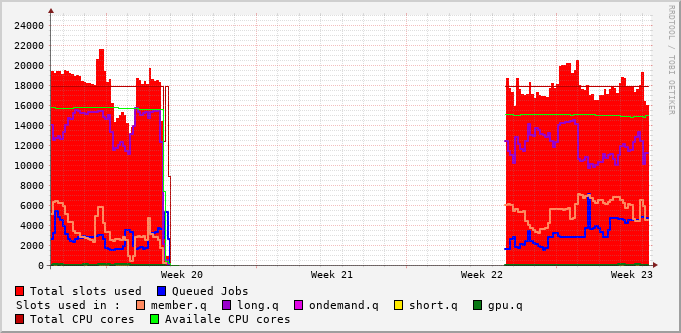 RRDTOOL / TOBI OETIKER
24000
22000
20000
18000
16000
14000
12000
10000
8000
6000
4000
2000
0
Week 20 Week 21 Week 22 Week 23
Total slots used Queued Jobs
Slots used in : member.q long.q ondemand.q short.q gpu.q
Total CPU cores Availale CPU cores